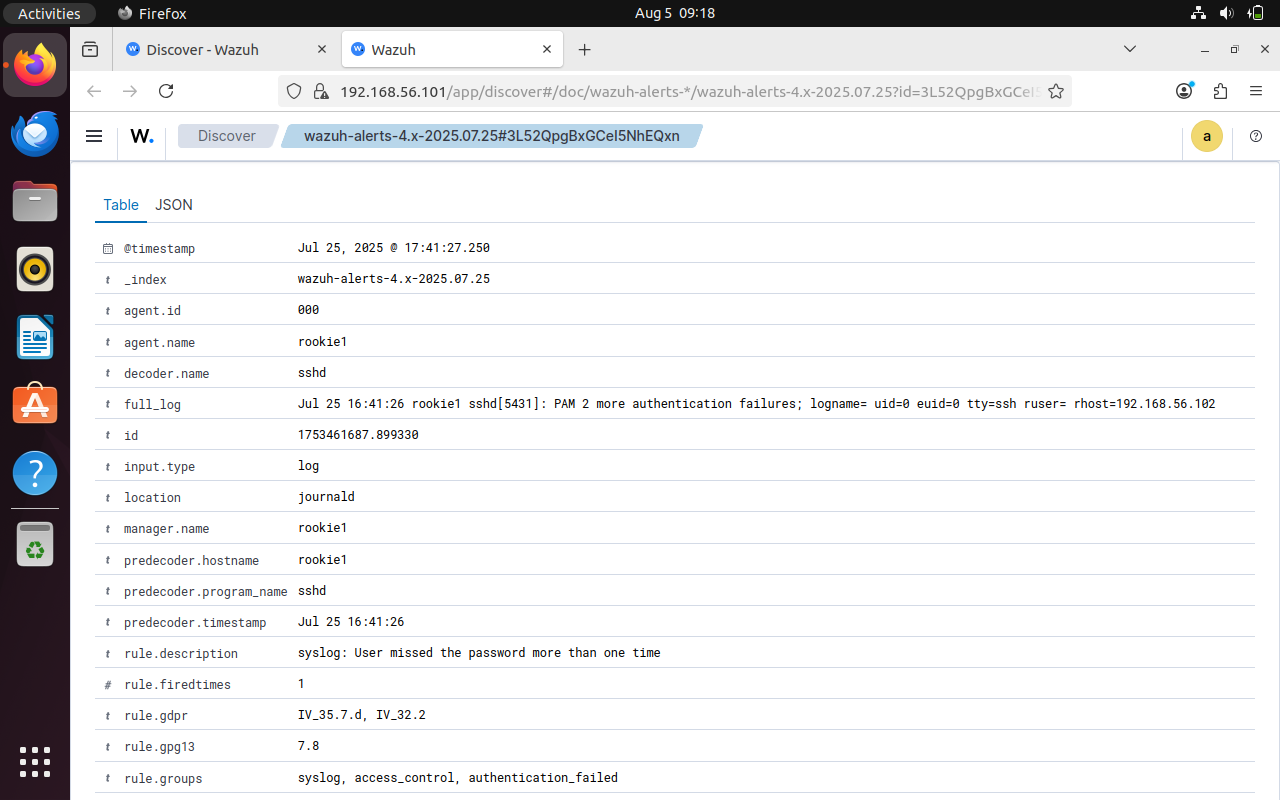 Activities Firefox Aug 5 09:18
Discover - Wazuh Wazuh
192.168.56.101/app/discover#/doc/wazuh-alerts-*/wazuh-alerts-4.x-2025.07.25?id=3L52QpgBxGCeI5
W. Discover wazuh-alerts-4.x-2025.07.25#3L52QpgBxGCeI5NhEQxn a
Table JSON
@timestamp Jul 25, 2025 @ 17:41:27.250
t _index wazuh-alerts-4.x-2025.07.25
t agent.id 000
t agent.name rookie1
t decoder.name sshd
t full_log Jul 25 16:41:26 rookie1 sshd[5431]: PAM 2 more authentication failures; logname= uid=0 euid=0 tty=ssh ruser= rhost=192.168.56.102
t id 1753461687.899330
t input.type log
t location journald
t manager.name rookie1
t predecoder.hostname rookie1
t predecoder.program_name sshd
t predecoder.timestamp Jul 25 16:41:26
t rule.description syslog: User missed the password more than one time
# rule.firedtimes 1
t rule.gdpr IV_35.7.d, IV_32.2
t rule.gpg13 7.8
t rule.groups syslog, access_control, authentication_failed